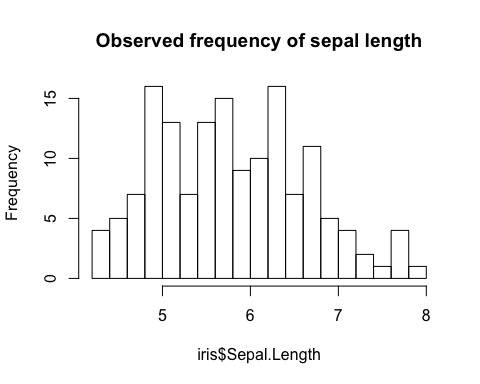 Observed frequency of sepal length
Frequency
15
10
5
0
5 6 7 8
iris$Sepal.Length